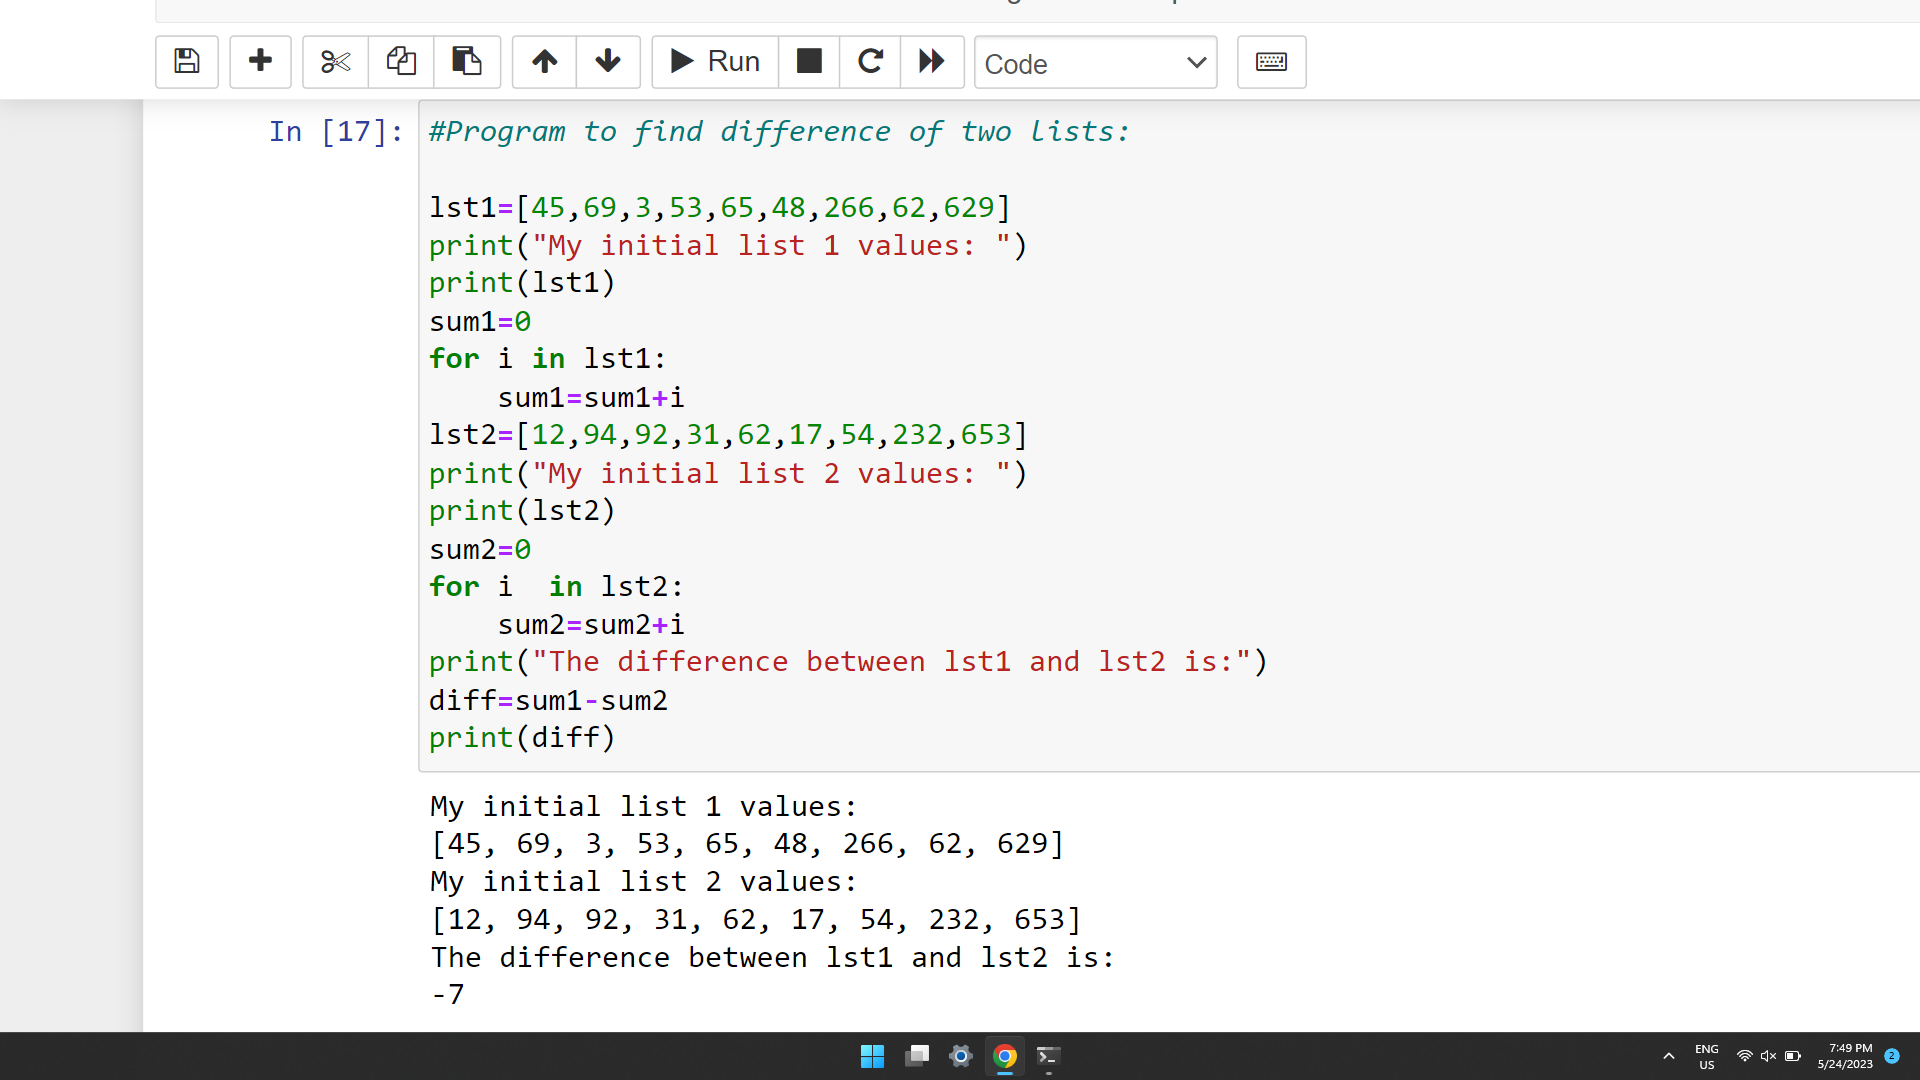 Run
Code
In [17]:
#Program to find difference of two lists:
lst1=[45,69,3,53,65,48,266,62,629]
print("My initial list 1 values: ")
print(lst1)
sum1=0
for i in lst1:
    sum1=sum1+i
lst2=[12,94,92,31,62,17,54,232,653]
print("My initial list 2 values: ")
print(lst2)
sum2=0
for i  in lst2:
    sum2=sum2+i
print("The difference between lst1 and lst2 is:")
diff=sum1-sum2
print(diff)
My initial list 1 values:
[45, 69, 3, 53, 65, 48, 266, 62, 629]
My initial list 2 values:
[12, 94, 92, 31, 62, 17, 54, 232, 653]
The difference between lst1 and lst2 is:
-7
ENG
US
7:49 PM
5/24/2023
2